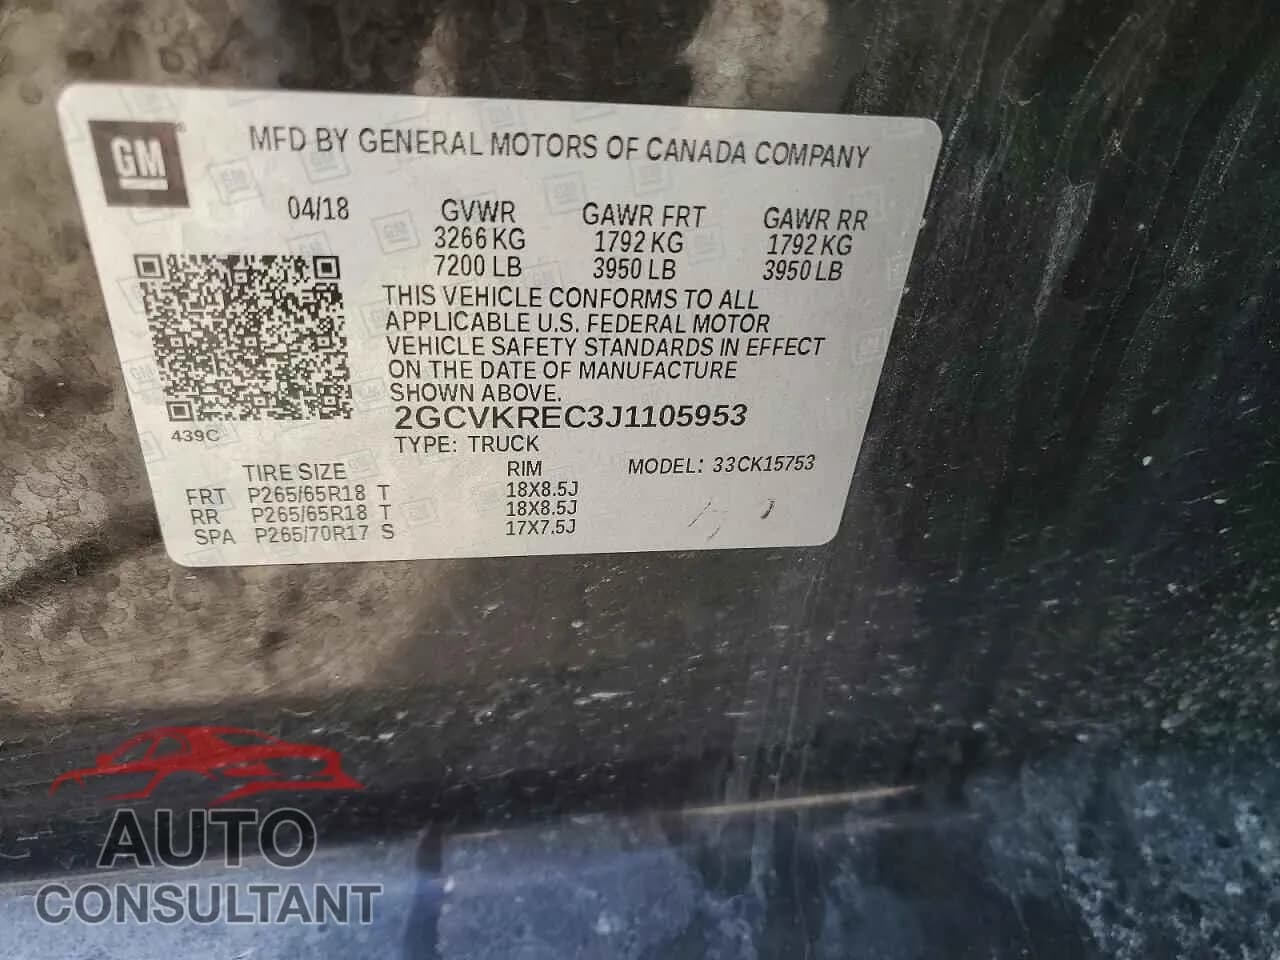 GM
MFD BY GENERAL MOTORS OF CANADA COMPANY
04/18 GVWR GAWR FRT GAWR RR
3266 KG 1792 KG 1792 KG
7200 LB 3950 LB 3950 LB
THIS VEHICLE CONFORMS TO ALL
APPLICABLE U.S. FEDERAL MOTOR
VEHICLE SAFETY STANDARDS IN EFFECT
ON THE DATE OF MANUFACTURE
SHOWN ABOVE.
2GCVKREC3J1105953
439C
TYPE: TRUCK
TIRE SIZE RIM MODEL: 33CK15753
FRT P265/65R18 T 18X8.5J
RR P265/65R18 T 18X8.5J
SPA P265/70R17 S 17X7.5J
AUTO
CONSULTANT